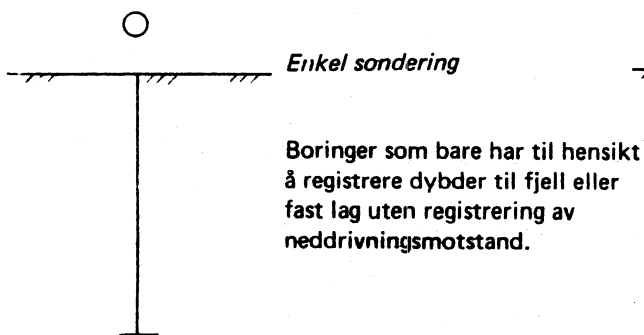 Enkel sondering
Boringer som bare har til hensikt
å registrere dybder til fjell eller
fast lag uten registrering av
neddrivningsmotstand.